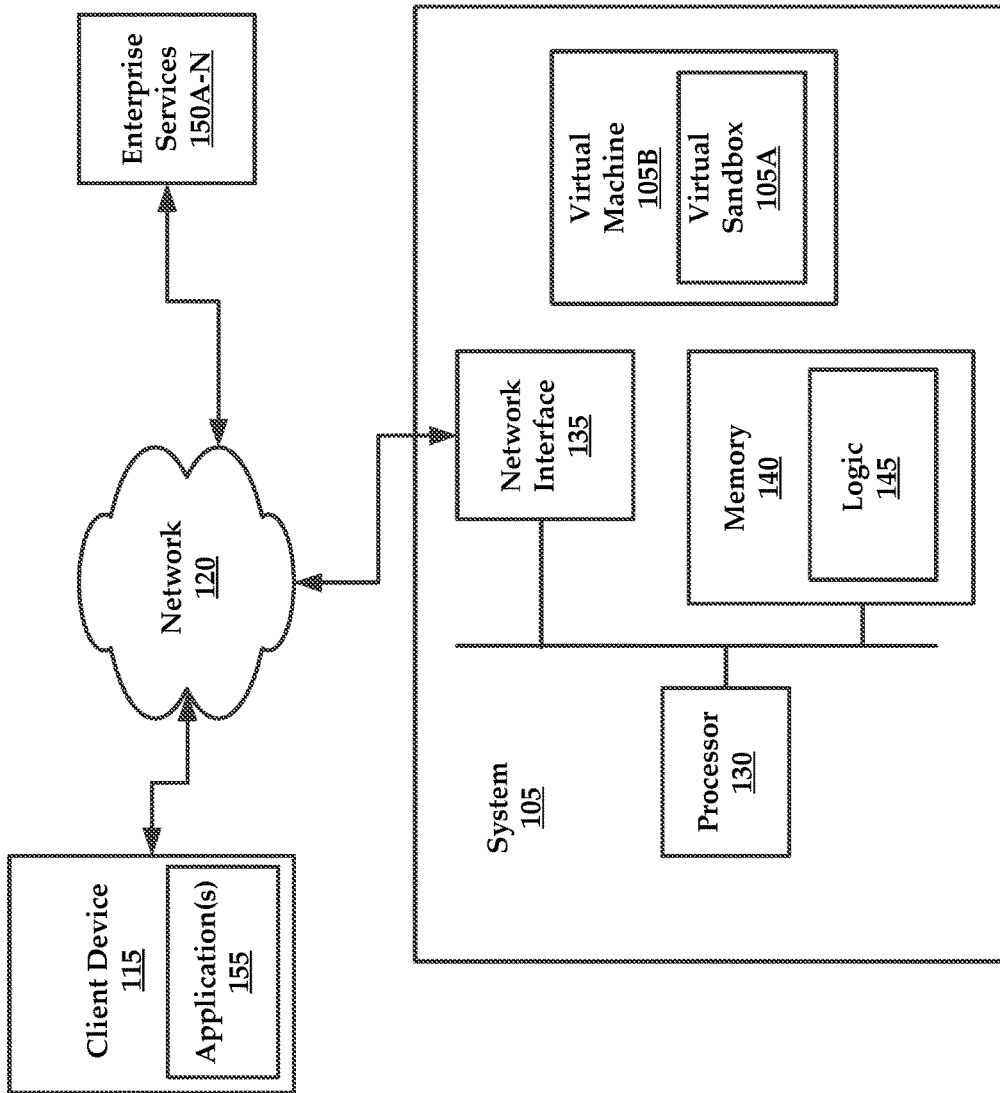 Client Device
115
Application(s)
155
Network
120
Enterprise
Services
150A-N
System
105
Processor
130
Network
Interface
135
Memory
140
Logic
145
Virtual
Machine
105B
Virtual
Sandbox
105A